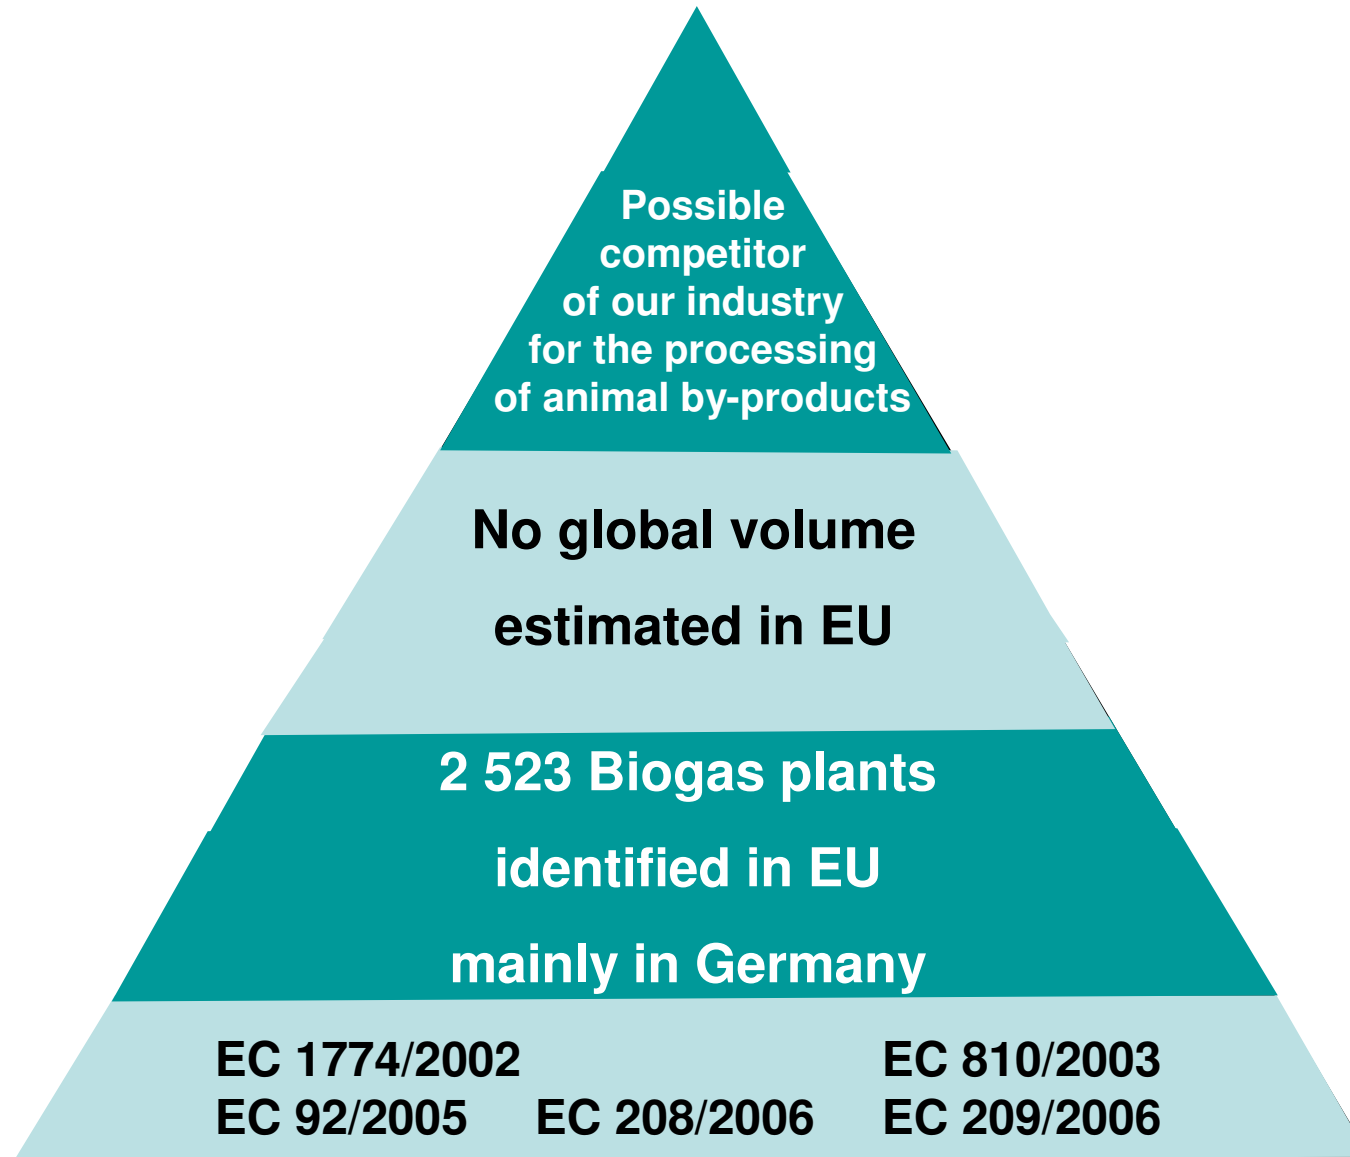 Possible
competitor
of our industry
for the processing
of animal by-products
No global volume
estimated in EU
2 523 Biogas plants
identified in EU
mainly in Germany
EC 1774/2002 EC 810/2003
EC 92/2005 EC 208/2006 EC 209/2006